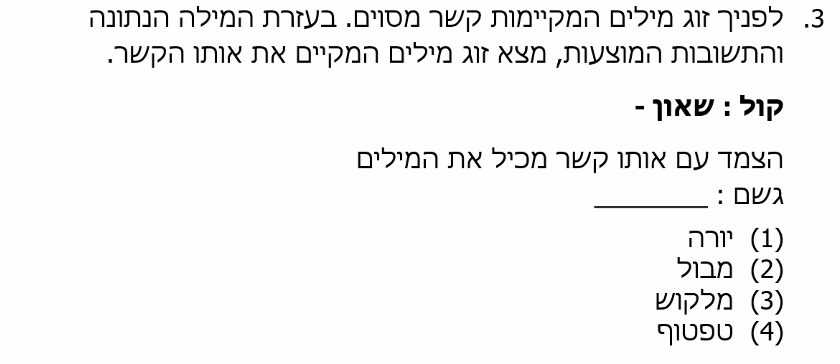 3. לפניך זוג מילים המקיימות קשר מסוים. בעזרת המילה הנתונה
והתשובות המוצעות, מצא זוג מילים המקיים את אותו הקשר.
קול : שאון -
הצמד עם אותו קשר מכיל את המילים
גשם : ________
(1) יורה
(2) מבול
(3) מלקוש
(4) טפטוף